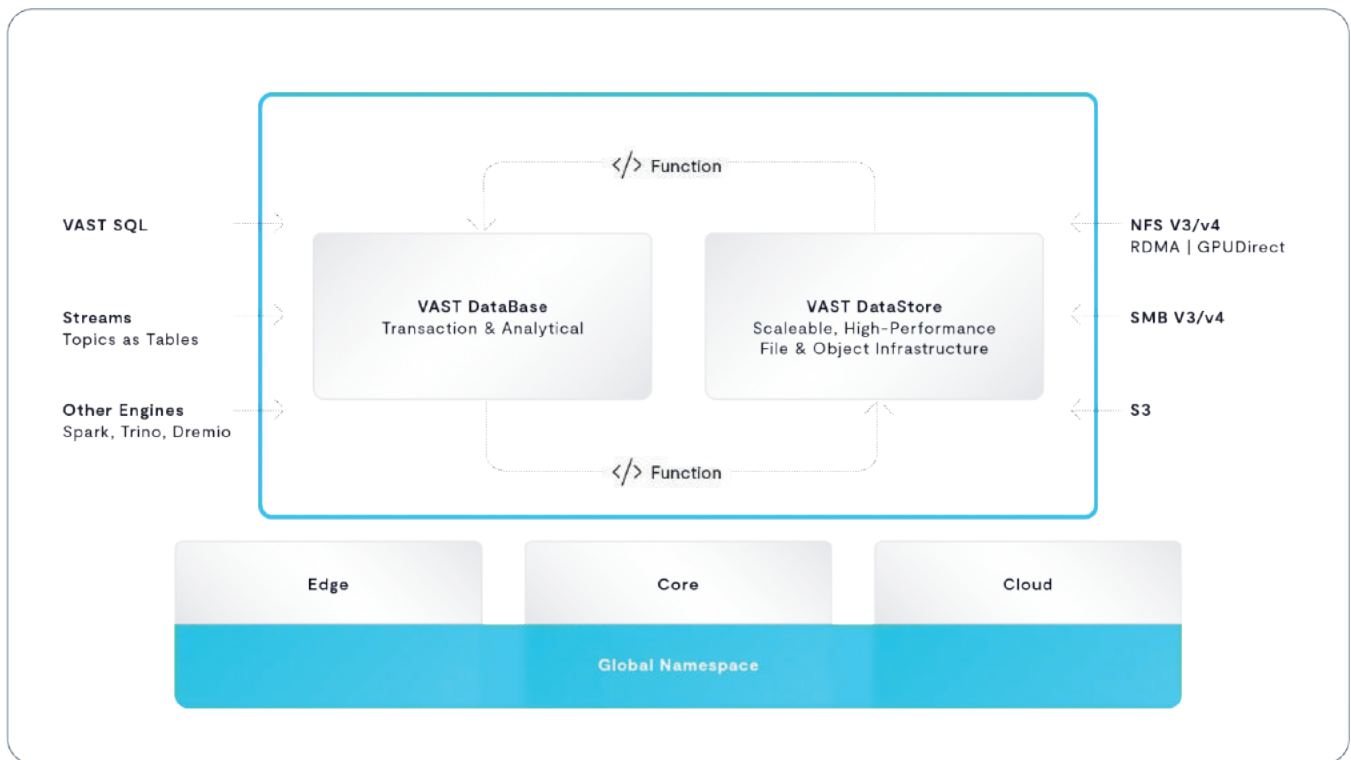 </> Function
VAST SQL
Streams
Topics as Tables
Other Engines
Spark, Trino, Dremio
VAST DataBase
Transaction & Analytical
VAST DataStore
Scaleable, High-Performance
File & Object Infrastructure
NFS V3/v4
RDMA | GPUDirect
SMB V3/v4
S3
</> Function
Edge
Core
Cloud
Global Namespace